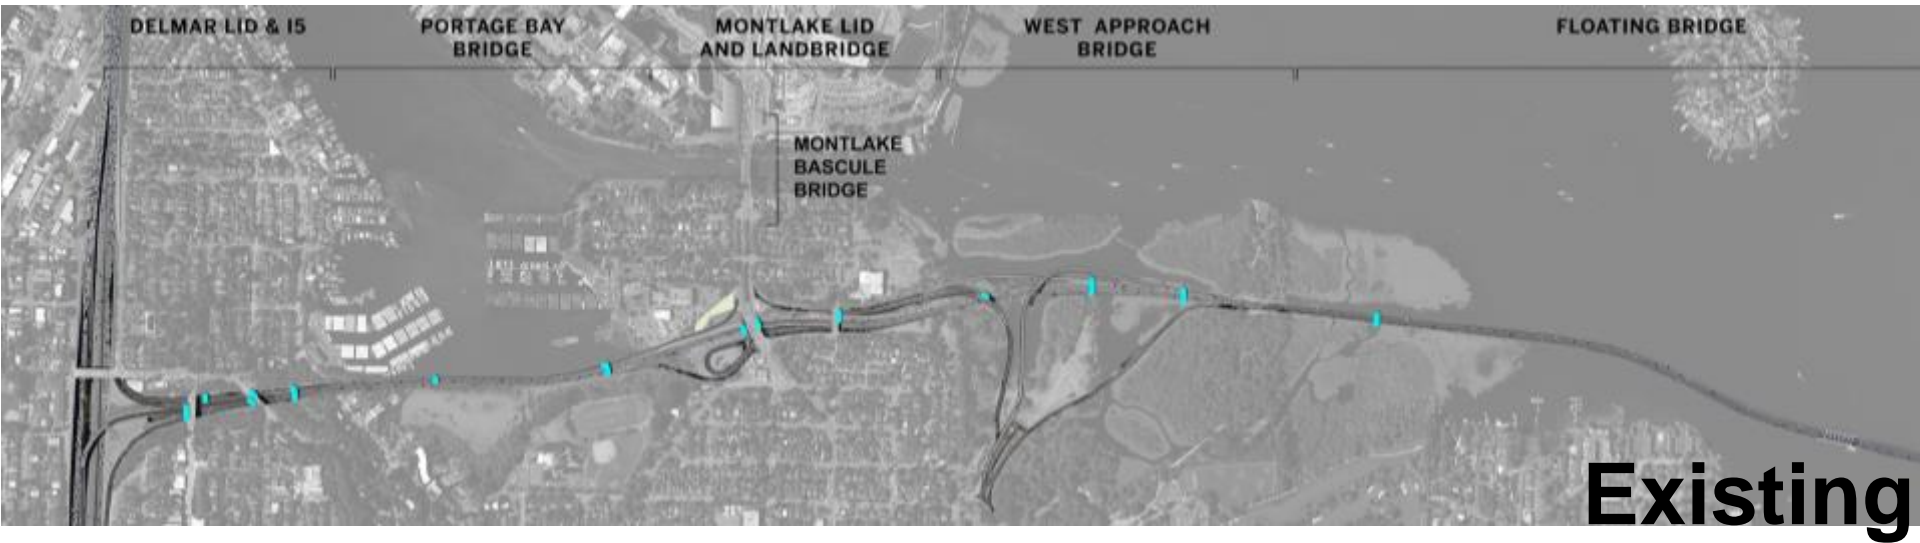 DELMAR LID & I5
PORTAGE BAY
BRIDGE
MONTLAKE LID
AND LANDBRIDGE
WEST APPROACH
BRIDGE
FLOATING BRIDGE
MONTLAKE
BASCULE
BRIDGE
Existing